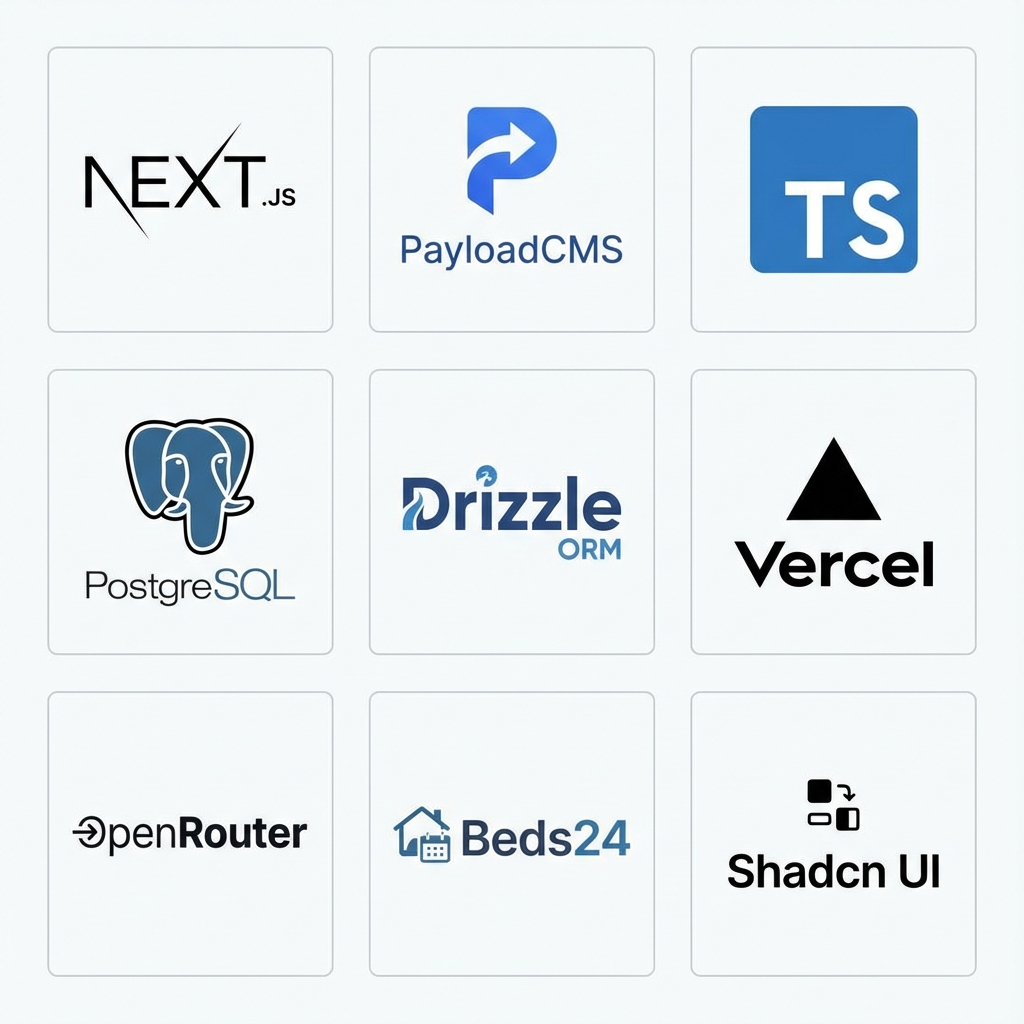 NEXT.JS
PayloadCMS
TS
PostgreSQL
Drizzle
ORM
Vercel
OpenRouter
Beds24
Shadcn UI